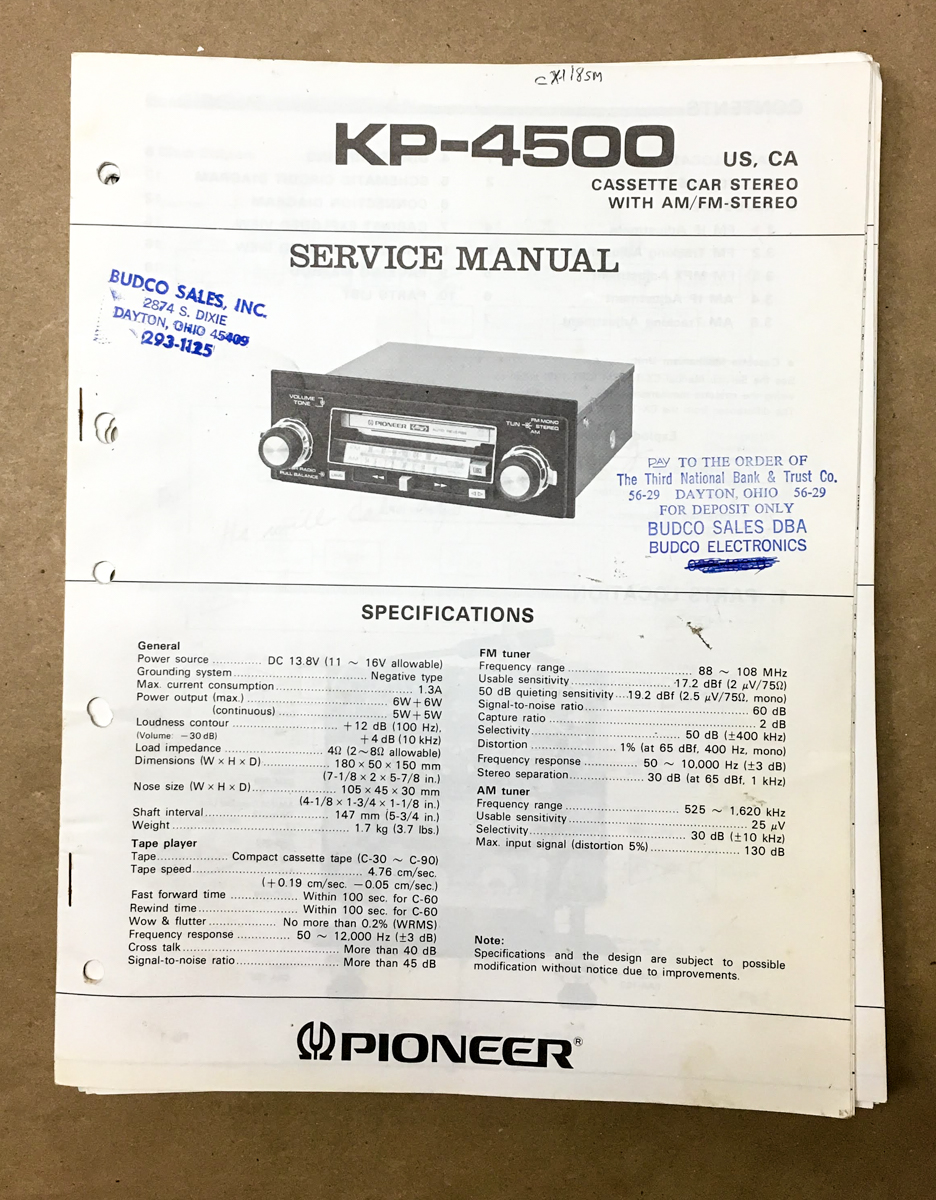 KP-4500
US, CA
CASSETTE CAR STEREO
WITH AM/FM-STEREO
SERVICE MANUAL
BUDCO SALES, INC.
2874 S. DIXIE
DAYTON, OHIO 45409
293-1125
VOLUME
TONE
PIONEER
TUN
FM MONO
STEREO
AM
PULL BALANCE
PAY TO THE ORDER OF
The Third National Bank & Trust Co.
56-29 DAYTON, OHIO 56-29
FOR DEPOSIT ONLY
BUDCO SALES DBA
BUDCO ELECTRONICS
SPECIFICATIONS
General
Power source ............. DC 13.8V (11 ~ 16V allowable)
Grounding system ............. Negative type
Max. current consumption ............. 1.3A
Power output (max.) ............. 6W + 6W
(continuous) ............. 5W + 5W
Loudness contour ............. +12 dB (100 Hz),
(Volume: −30 dB) +4 dB (10 kHz)
Load impedance ............. 4Ω (2~8Ω allowable)
Dimensions (W × H × D) ............. 180 × 50 × 150 mm
(7-1/8 × 2 × 5-7/8 in.)
Nose size (W × H × D) ............. 105 × 45 × 30 mm
(4-1/8 × 1-3/4 × 1-1/8 in.)
Shaft interval ............. 147 mm (5-3/4 in.)
Weight ............. 1.7 kg (3.7 lbs.)
Tape player
Tape ............. Compact cassette tape (C-30 ~ C-90)
Tape speed ............. 4.76 cm/sec.
(+0.19 cm/sec. −0.05 cm/sec.)
Fast forward time ............. Within 100 sec. for C-60
Rewind time ............. Within 100 sec. for C-60
Wow & flutter ............. No more than 0.2% (WRMS)
Frequency response ............. 50 ~ 12,000 Hz (±3 dB)
Cross talk ............. More than 40 dB
Signal-to-noise ratio ............. More than 45 dB
FM tuner
Frequency range ............. 88 ~ 108 MHz
Usable sensitivity ............. 17.2 dBf (2 μV/75Ω)
50 dB quieting sensitivity ....19.2 dBf (2.5 μV/75Ω, mono)
Signal-to-noise ratio ............. 60 dB
Capture ratio ............. 2 dB
Selectivity ............. 50 dB (±400 kHz)
Distortion ............. 1% (at 65 dBf, 400 Hz, mono)
Frequency response ............. 50 ~ 10,000 Hz (±3 dB)
Stereo separation ............. 30 dB (at 65 dBf, 1 kHz)
AM tuner
Frequency range ............. 525 ~ 1,620 kHz
Usable sensitivity ............. 25 μV
Selectivity ............. 30 dB (±10 kHz)
Max. input signal (distortion 5%) ............. 130 dB
Note:
Specifications and the design are subject to possible
modification without notice due to improvements.
PIONEER®